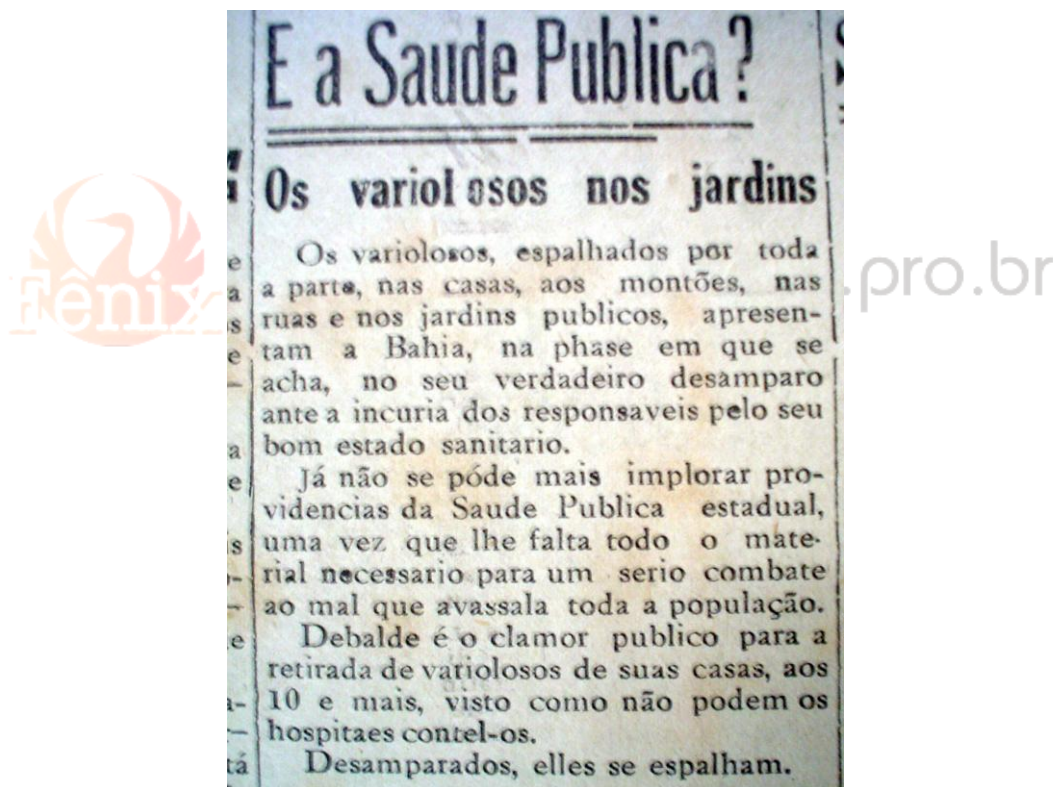 E a Saude Publica?
Os variolosos nos jardins
Os variolosos, espalhados por toda
a parte, nas casas, aos montões, nas
ruas e nos jardins publicos, apresen-
tam a Bahia, na phase em que se
acha, no seu verdadeiro desamparo
ante a incuria dos responsaveis pelo seu
bom estado sanitario.
Já não se póde mais implorar pro-
videncias da Saude Publica estadual,
uma vez que lhe falta todo o mate-
rial necessario para um serio combate
ao mal que avassala toda a população.
Debalde é o clamor publico para a
retirada de variolosos de suas casas, aos
10 e mais, visto como não podem os
hospitaes contel-os.
Desamparados, elles se espalham.
Fênix
.pro.br